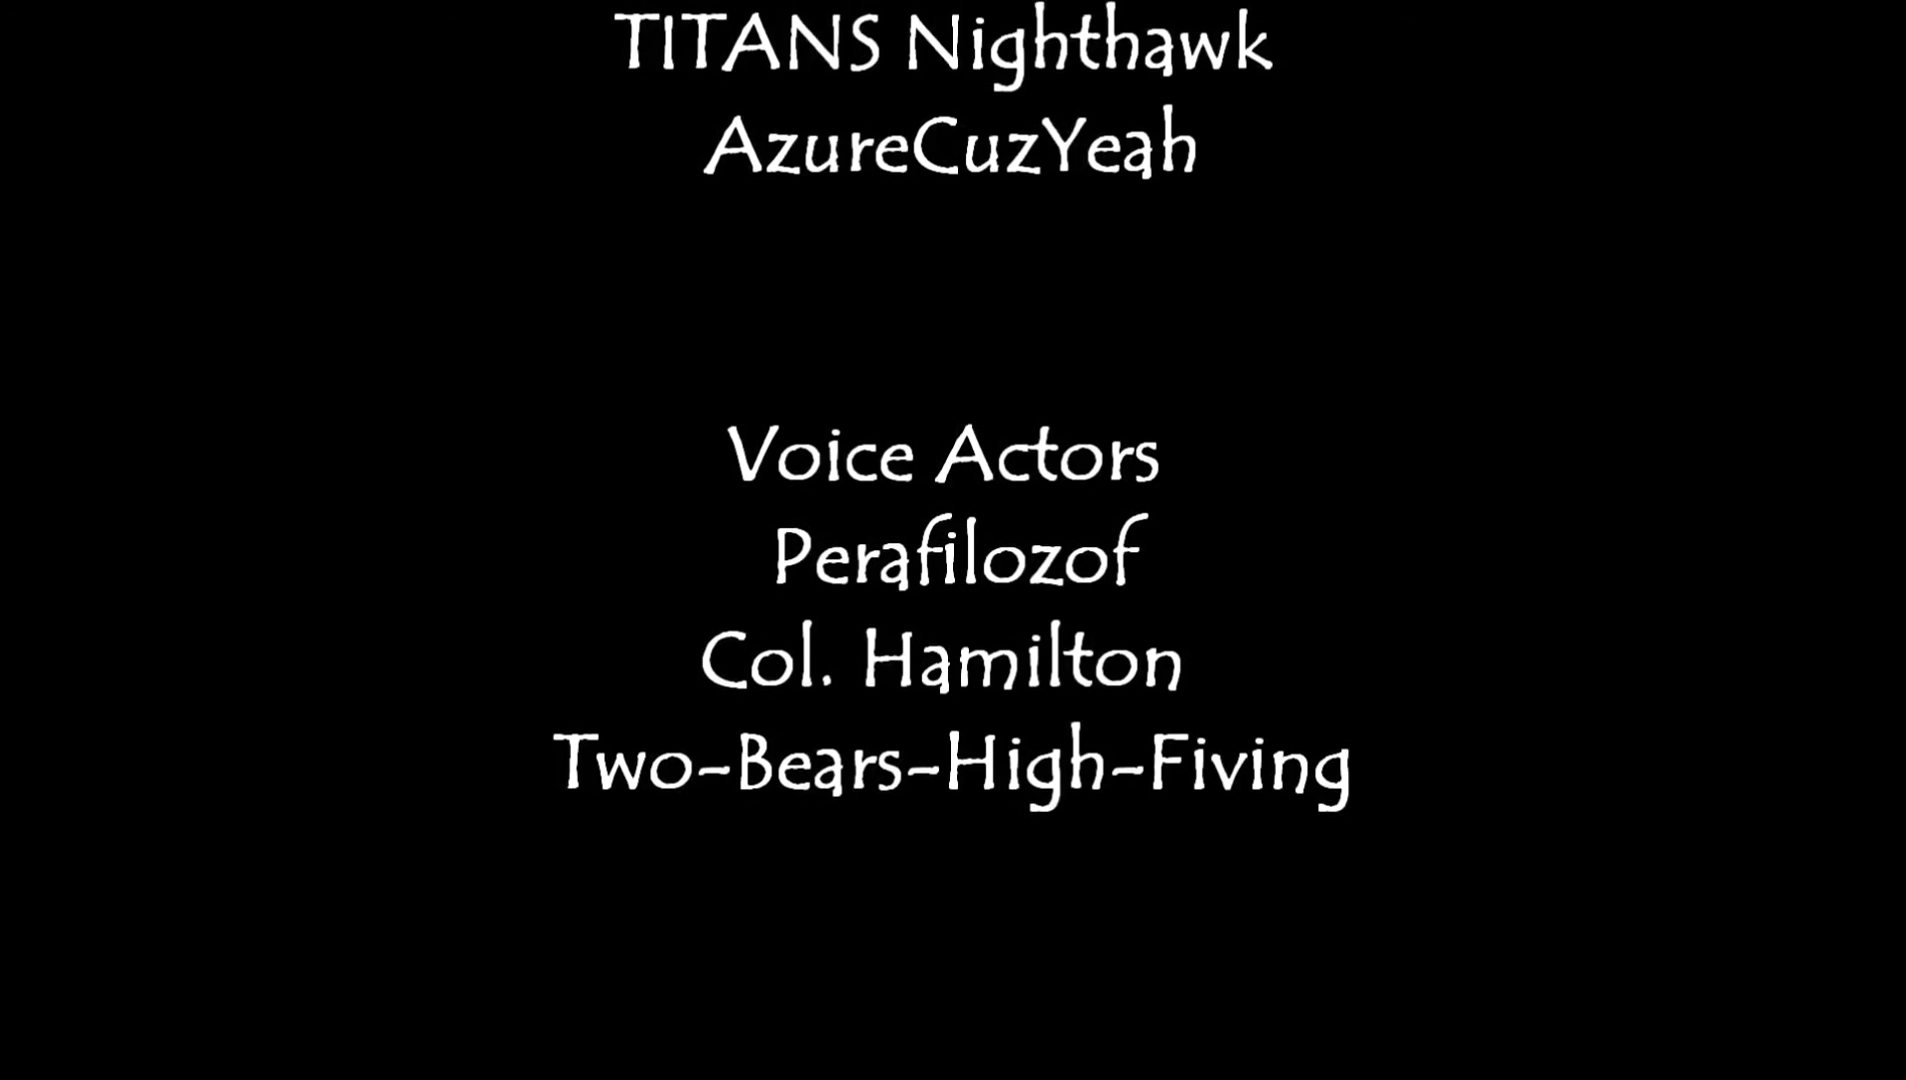 TITANS Nighthawk
AzureCuzYeah
Voice Actors
Perafilozof
Col. Hamilton
Two-Bears-High-Fiving